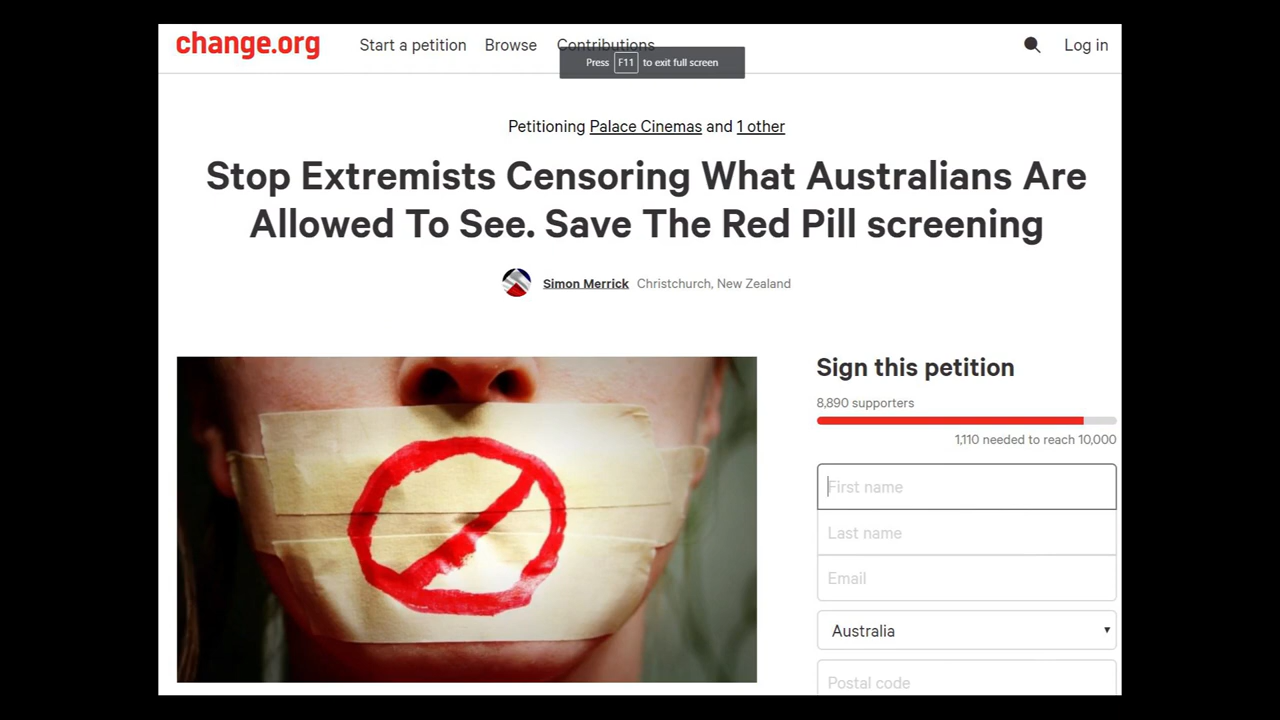 change.org
Start a petition Browse Contributions
Log in
Press F11 to exit full screen
Petitioning Palace Cinemas and 1 other
Stop Extremists Censoring What Australians Are
Allowed To See. Save The Red Pill screening
Simon Merrick Christchurch, New Zealand
Sign this petition
8,890 supporters
1,110 needed to reach 10,000
First name
Last name
Email
Australia
Postal code